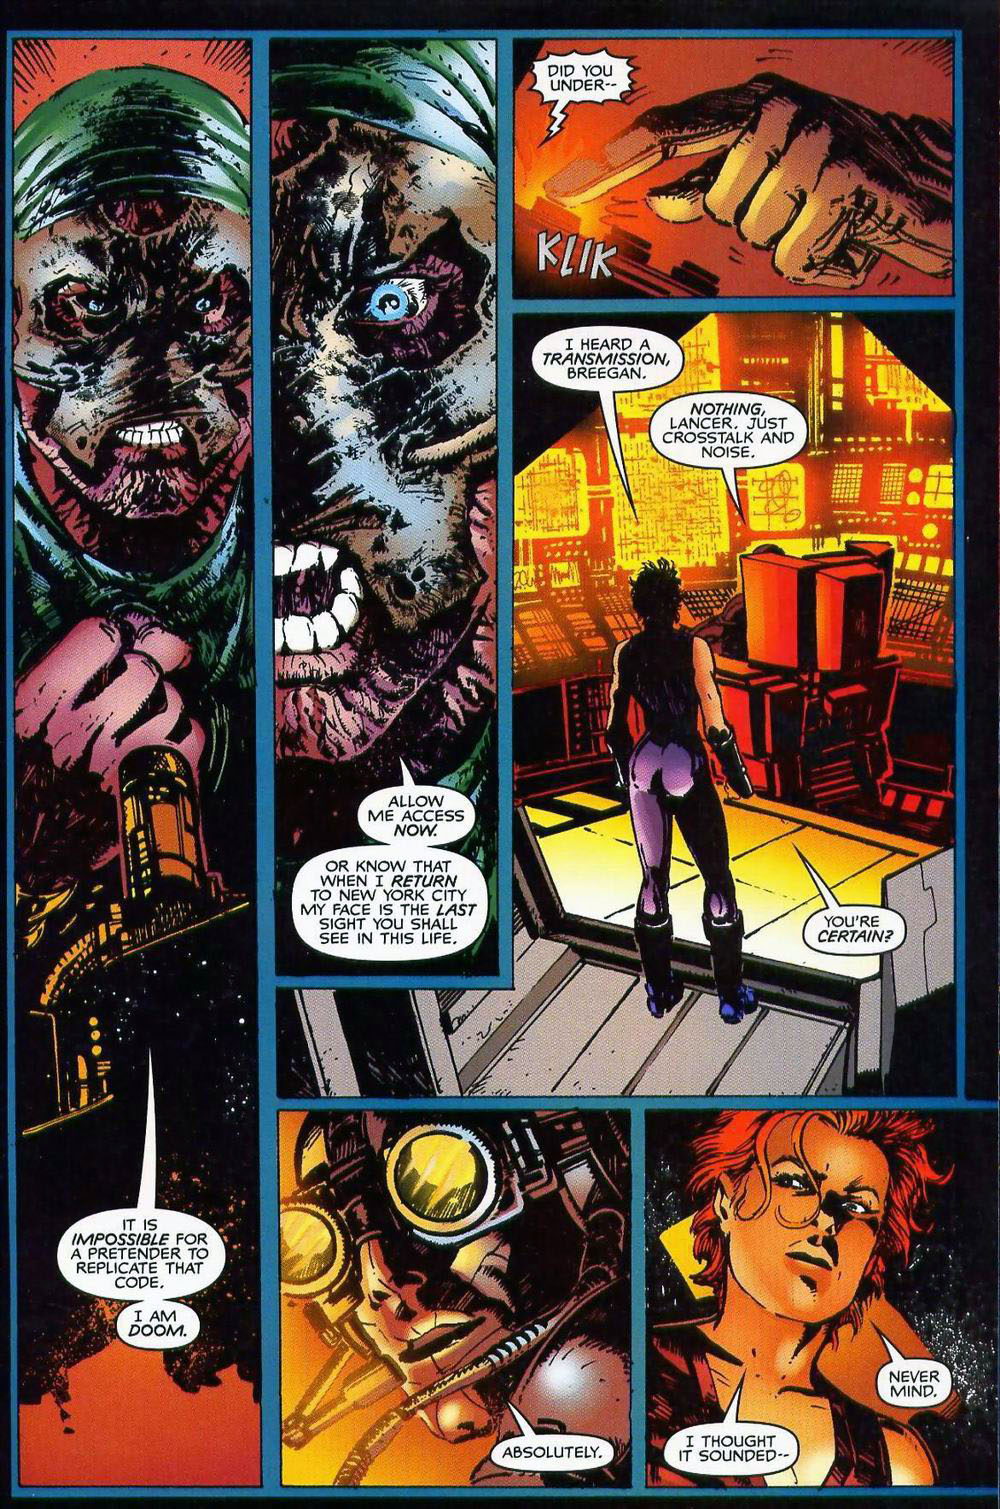 IT IS
IMPOSSIBLE FOR
A PRETENDER TO
REPLICATE THAT
CODE.
I AM
DOOM.
ALLOW
ME ACCESS
NOW.
OR KNOW THAT
WHEN I RETURN
TO NEW YORK CITY
MY FACE IS THE LAST
SIGHT YOU SHALL
SEE IN THIS LIFE.
DID YOU
UNDER--
KLIK
I HEARD A
TRANSMISSION,
BREEGAN.
NOTHING,
LANCER. JUST
CROSSTALK AND
NOISE.
YOU'RE
CERTAIN?
ABSOLUTELY.
I THOUGHT
IT SOUNDED--
NEVER
MIND.